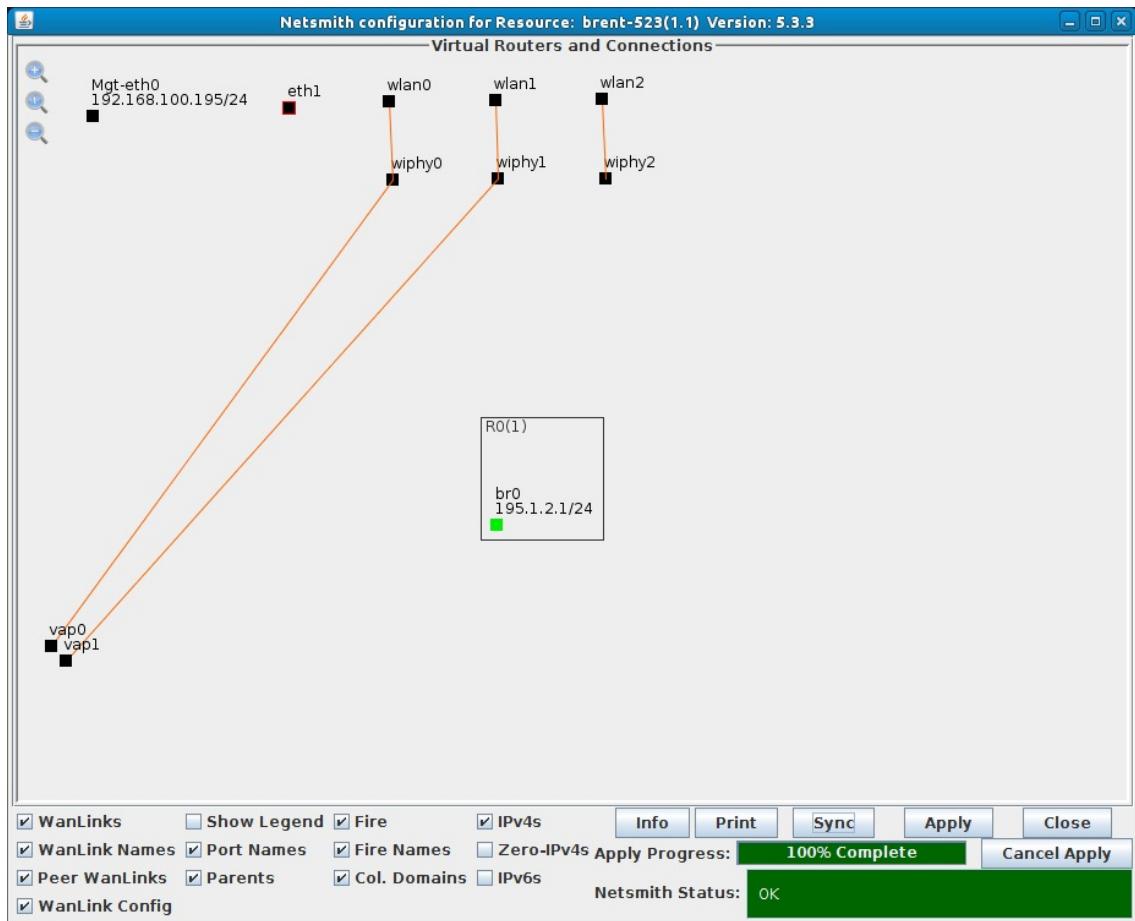 Netsmith configuration for Resource: brent-523(1.1) Version: 5.3.3
Virtual Routers and Connections
Mgt-eth0
192.168.100.195/24
eth1
wlan0
wlan1
wlan2
wiphy0
wiphy1
wiphy2
R0(1)
br0
195.1.2.1/24
vap0
vap1
WanLinks Show Legend Fire IPv4s Info Print Sync Apply Close
WanLink Names Port Names Fire Names Zero-IPv4s Apply Progress: 100% Complete Cancel Apply
Peer WanLinks Parents Col. Domains IPv6s
Netsmith Status: OK
WanLink Config